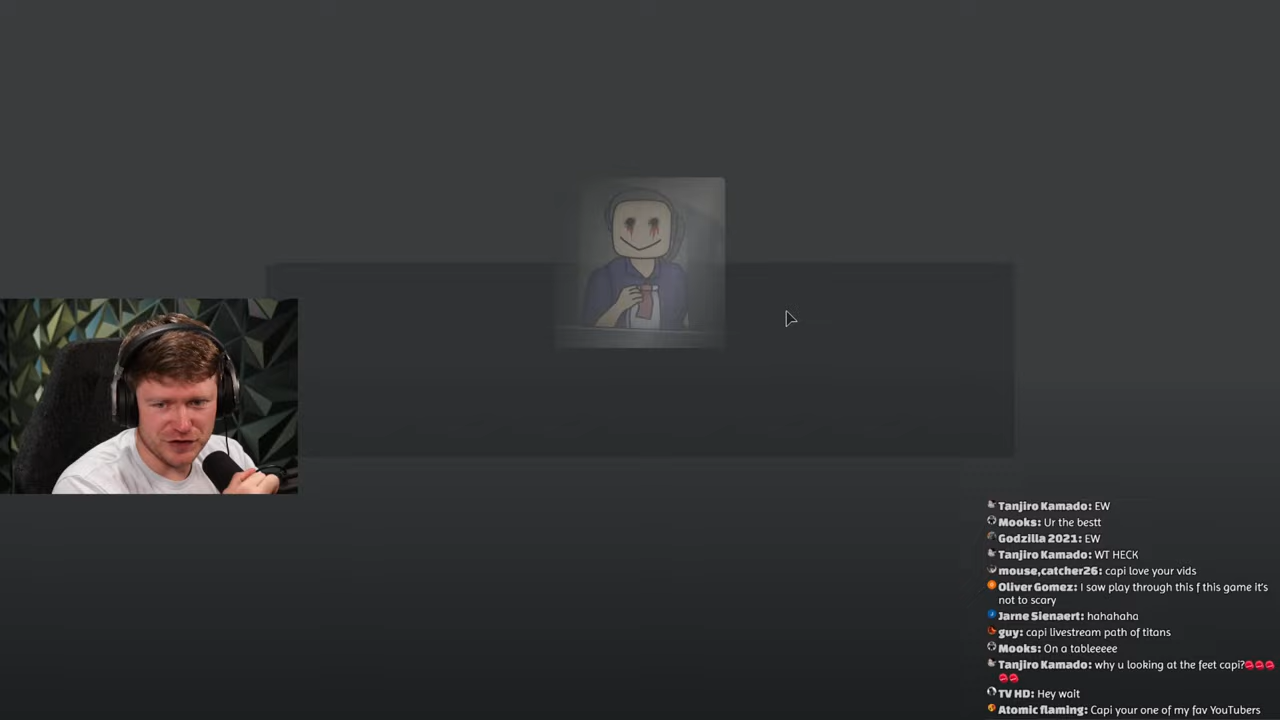 Tanjiro Kamado: EW
Mooks: Ur the bestt
Godzilla 2021: EW
Tanjiro Kamado: WT HECK
mouse,catcher26: capi love your vids
Oliver Gomez: I saw play through this f this game it's
not to scary
Jarne Sienaert: hahahaha
guy: capi livestream path of titans
Mooks: On a tableeeee
Tanjiro Kamado: why u looking at the feet capi?
TV HD: Hey wait
Atomic flaming: Capi your one of my fav YouTubers